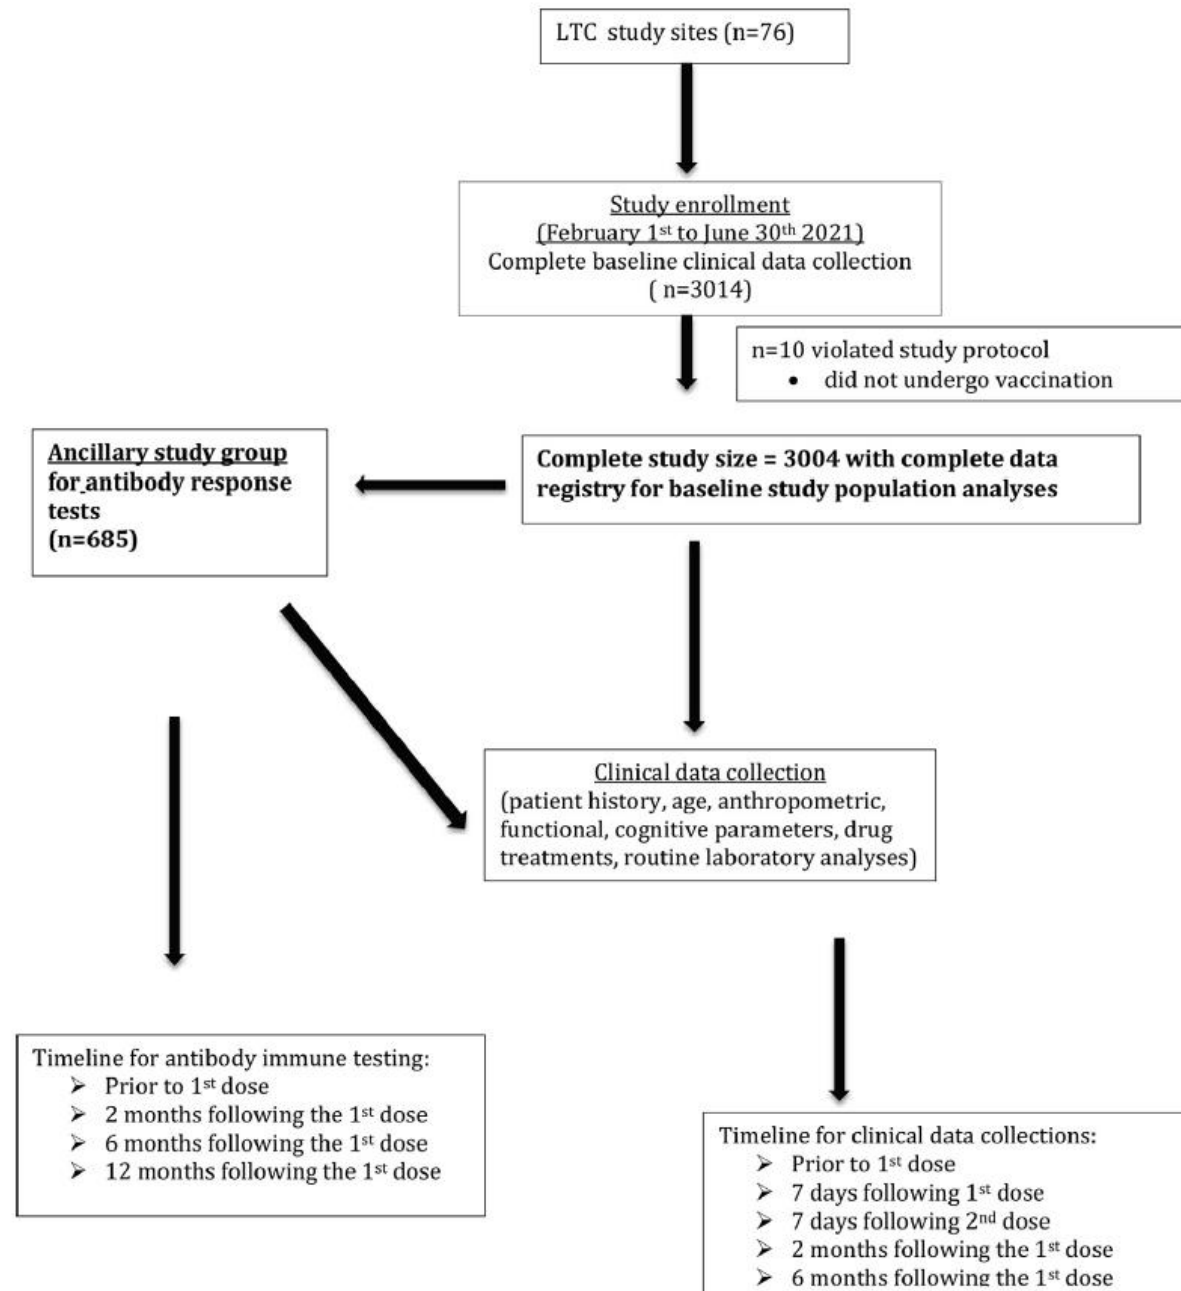 LTC study sites (n=76)
Study enrollment
(February 1st to June 30th 2021)
Complete baseline clinical data collection
( n=3014)
n=10 violated study protocol
• did not undergo vaccination
Ancillary study group
for antibody response
tests
(n=685)
Complete study size = 3004 with complete data
registry for baseline study population analyses
Clinical data collection
(patient history, age, anthropometric,
functional, cognitive parameters, drug
treatments, routine laboratory analyses)
Timeline for antibody immune testing:
➢ Prior to 1st dose
➢ 2 months following the 1st dose
➢ 6 months following the 1st dose
➢ 12 months following the 1st dose
Timeline for clinical data collections:
➢ Prior to 1st dose
➢ 7 days following 1st dose
➢ 7 days following 2nd dose
➢ 2 months following the 1st dose
➢ 6 months following the 1st dose